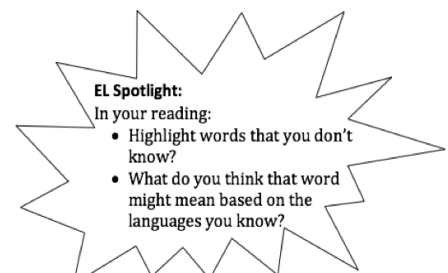 EL Spotlight:
In your reading:
• Highlight words that you don't
know?
• What do you think that word
might mean based on the
languages you know?